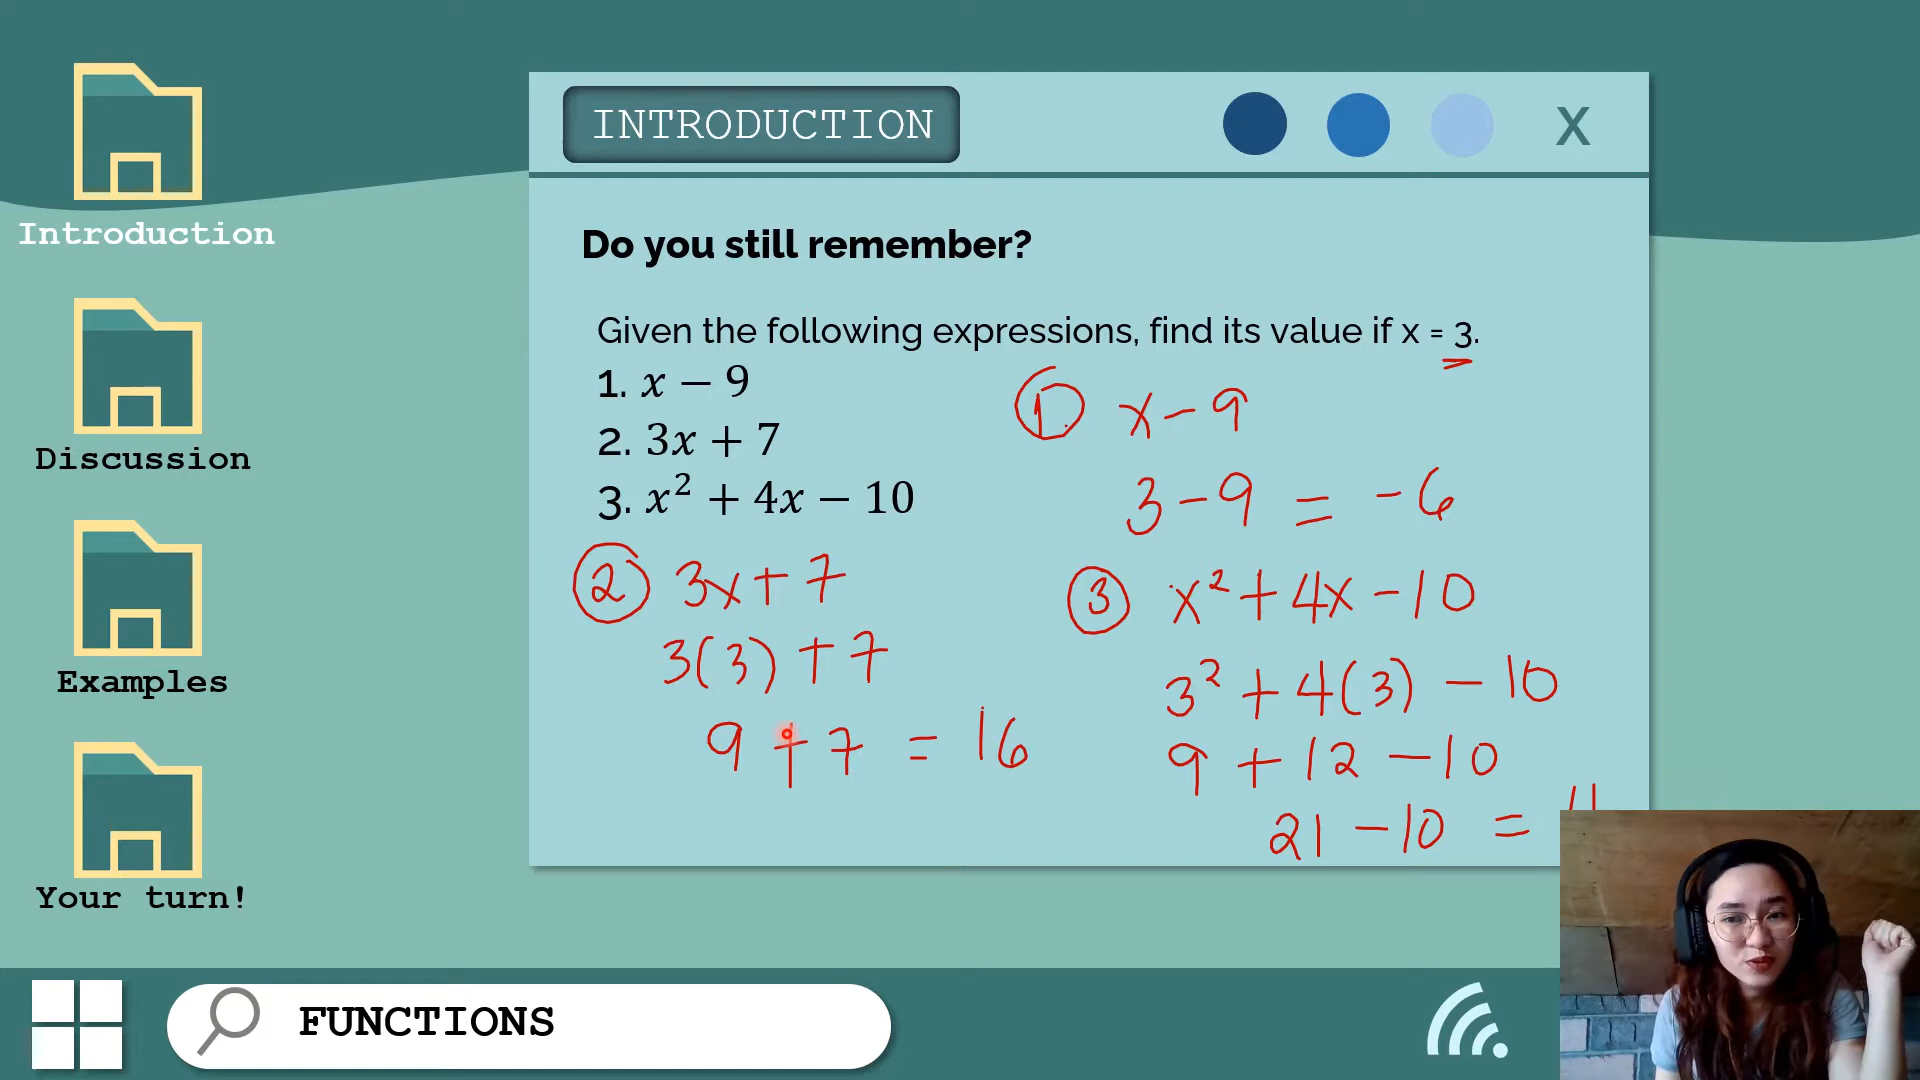 INTRODUCTION
X
Introduction
Do you still remember?
Given the following expressions, find its value if x = 3.
1. x − 9
2. 3x + 7
3. x² + 4x − 10
① x − 9
3 − 9 = −6
② 3x + 7
3(3) + 7
9 + 7 = 16
③ x² + 4x − 10
3² + 4(3) − 10
9 + 12 − 10
21 − 10 =
Discussion
Examples
Your turn!
FUNCTIONS